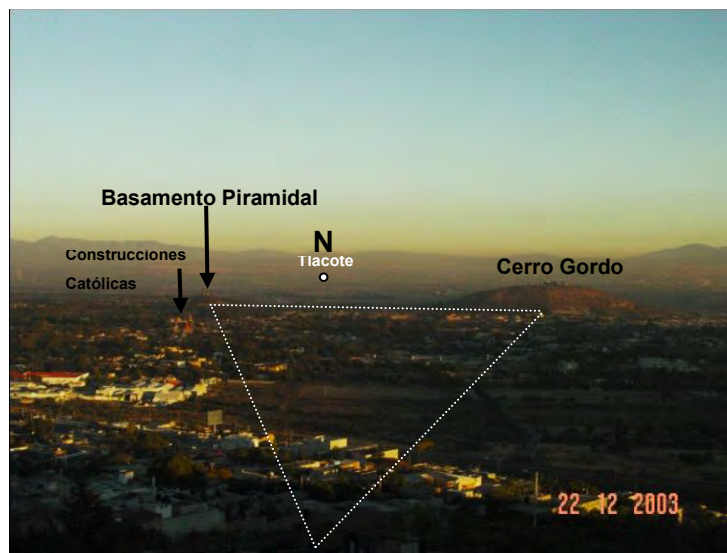 Basamento Piramidal
Construcciones
Católicas
N
Tlacote
Cerro Gordo
22 12 2003